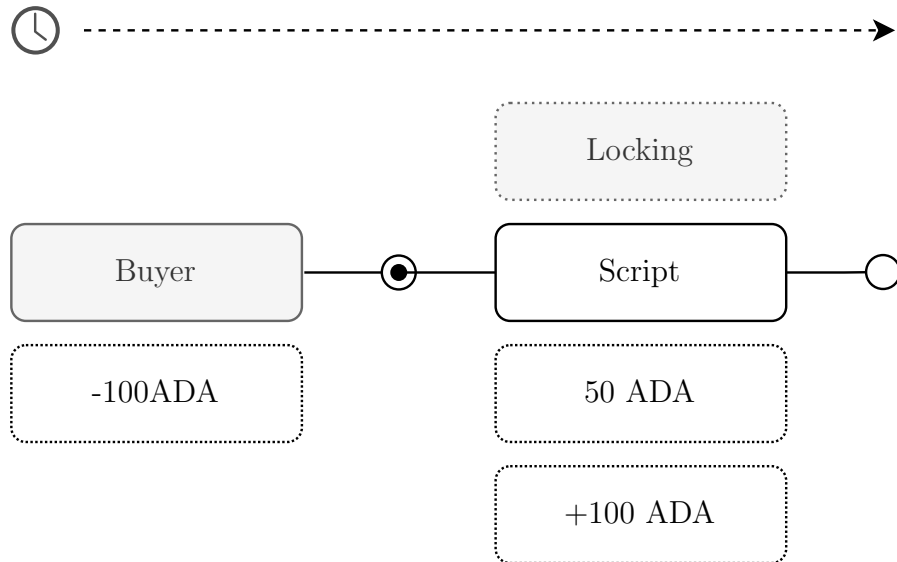 Locking
Buyer
Script
-100ADA
50 ADA
+100 ADA